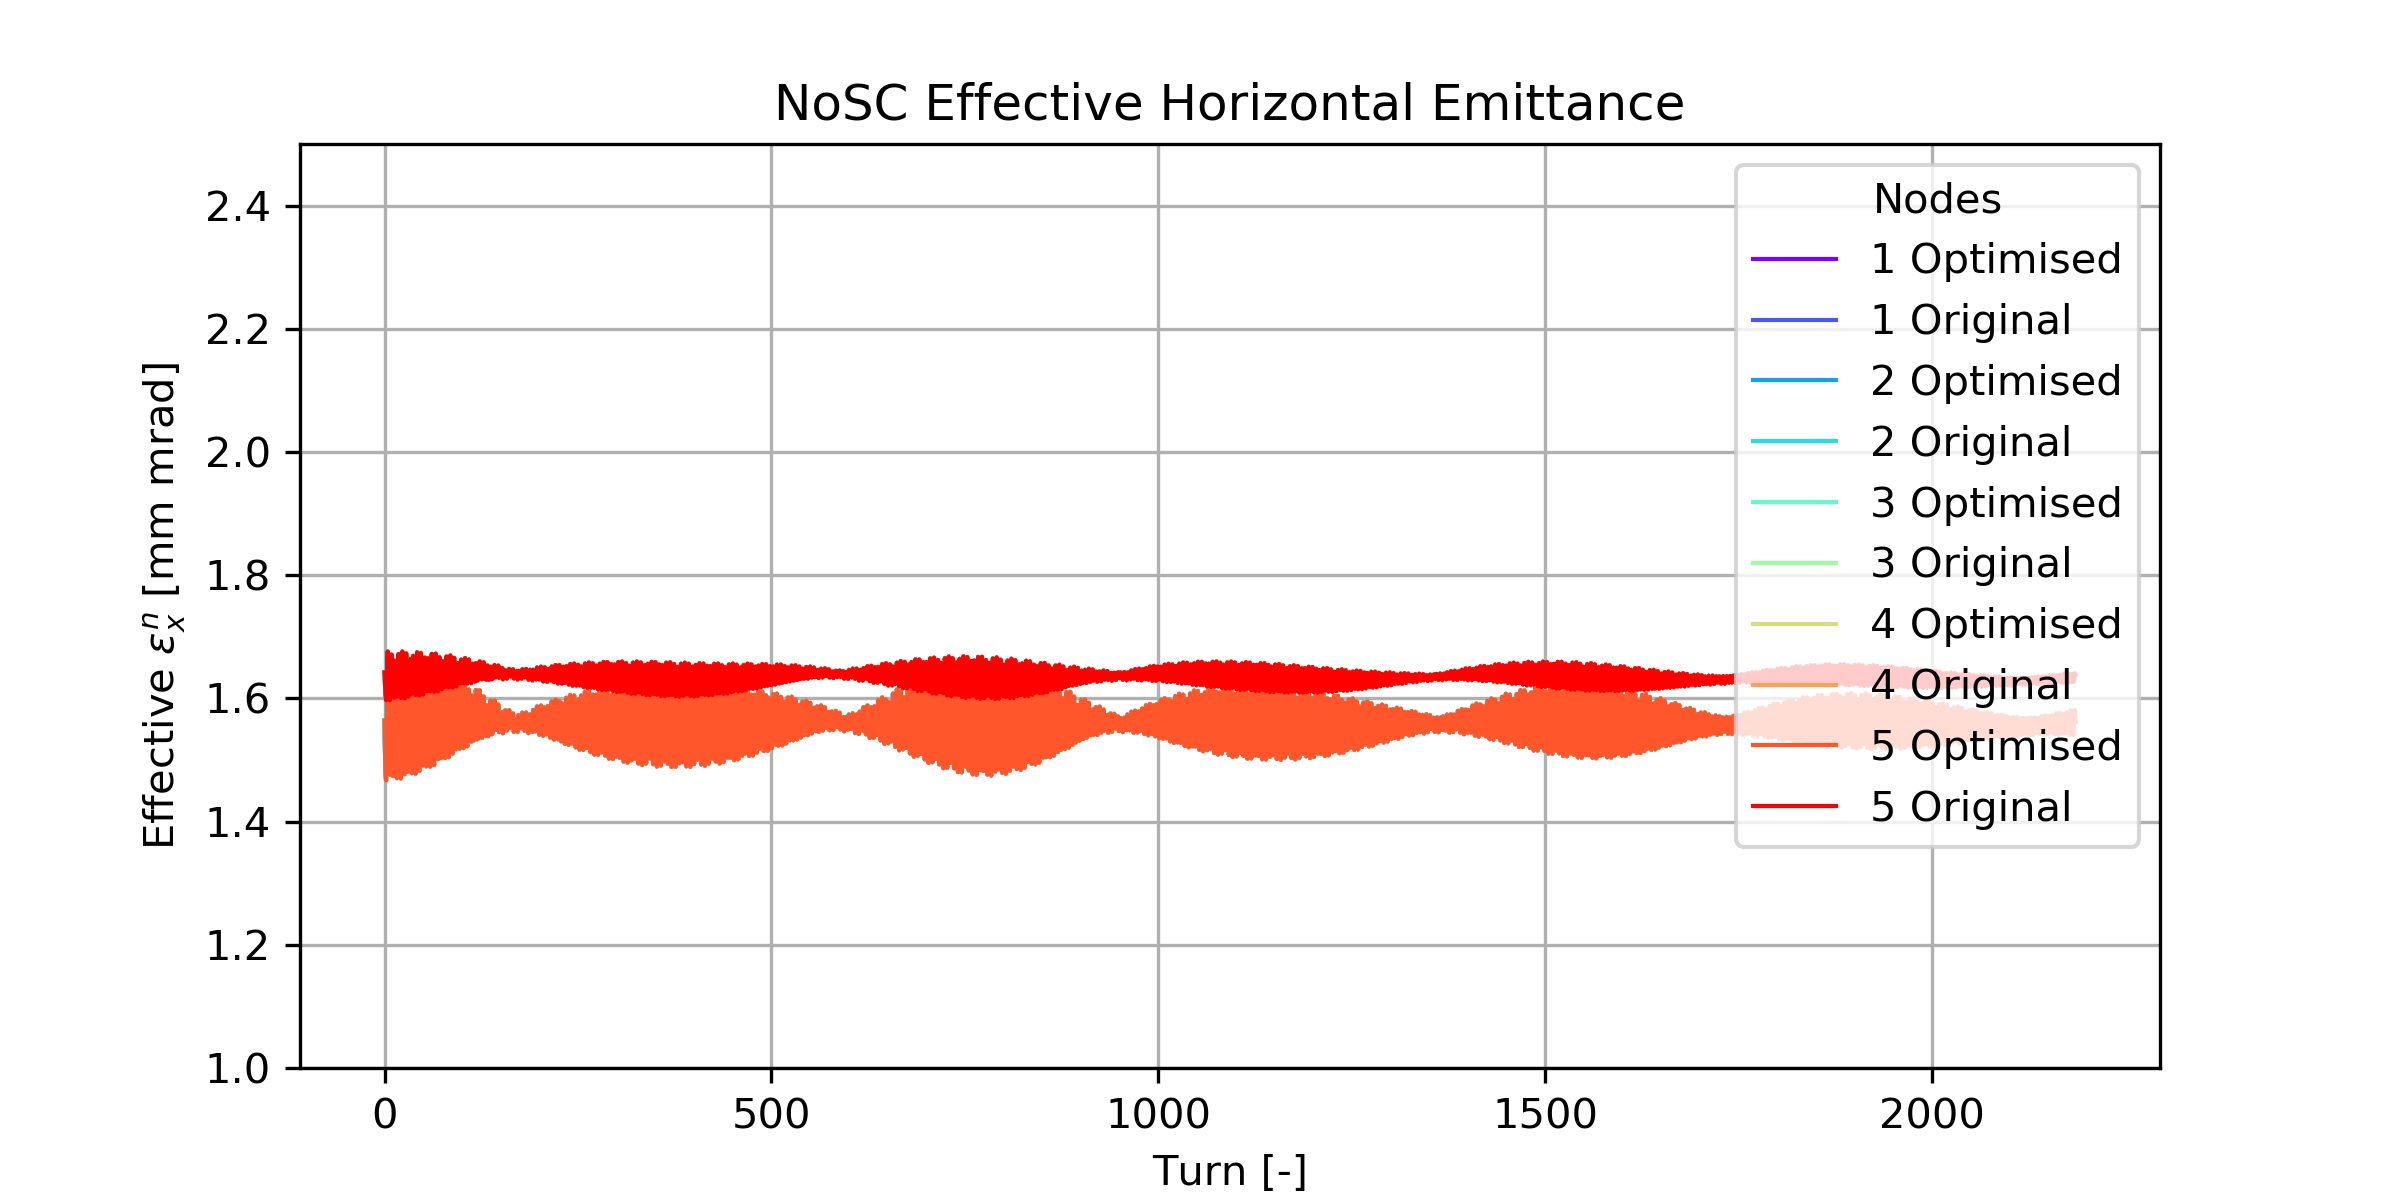 NoSC Effective Horizontal Emittance
Effective εₓⁿ [mm mrad]
2.4
2.2
2.0
1.8
1.6
1.4
1.2
1.0
0 500 1000 1500 2000
Turn [-]
Nodes
1 Optimised
1 Original
2 Optimised
2 Original
3 Optimised
3 Original
4 Optimised
4 Original
5 Optimised
5 Original